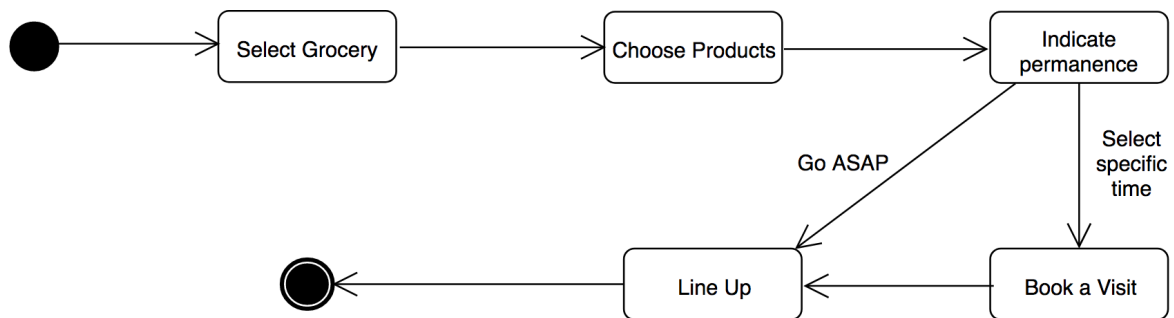 Select Grocery
Choose Products
Indicate
permanence
Go ASAP
Select
specific
time
Line Up
Book a Visit